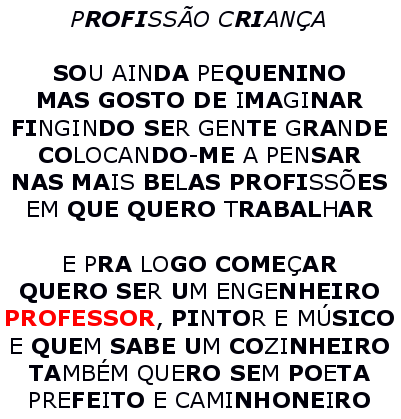 PROFISSÃO CRIANÇA
SOU AINDA PEQUENINO
MAS GOSTO DE IMAGINAR
FINGINDO SER GENTE GRANDE
COLOCANDO-ME A PENSAR
NAS MAIS BELAS PROFISSÕES
EM QUE QUERO TRABALHAR
E PRA LOGO COMEÇAR
QUERO SER UM ENGENHEIRO
PROFESSOR, PINTOR E MÚSICO
E QUEM SABE UM COZINHEIRO
TAMBÉM QUERO SEM POETA
PREFEITO E CAMINHONEIRO